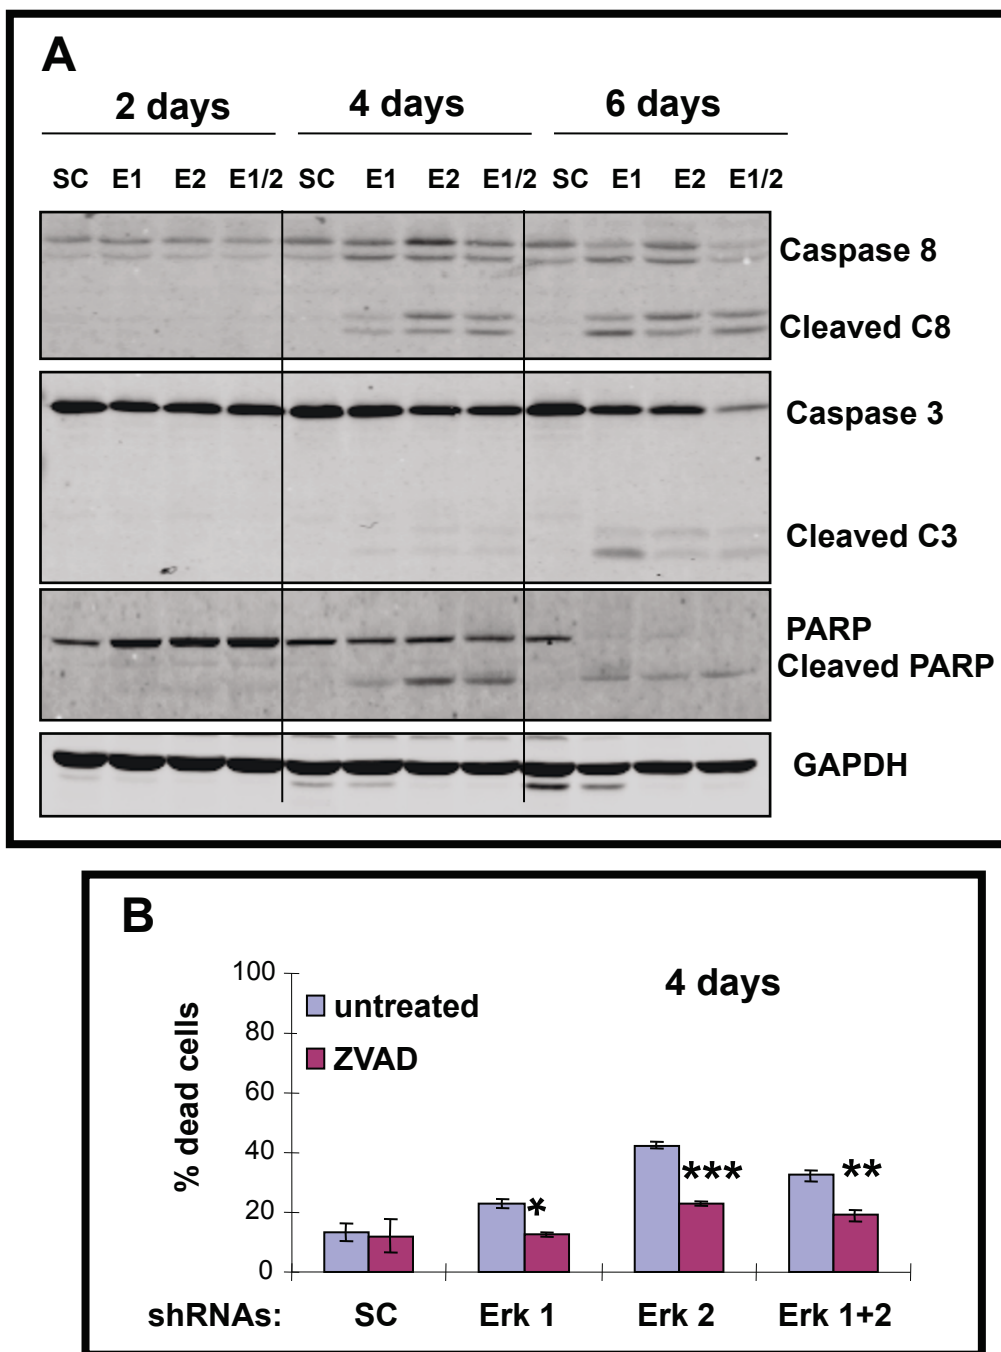 A
2 days 4 days 6 days
SC E1 E2 E1/2 SC E1 E2 E1/2 SC E1 E2 E1/2
Caspase 8
Cleaved C8
Caspase 3
Cleaved C3
PARP
Cleaved PARP
GAPDH
B
4 days
% dead cells
100
80
60
40
20
0
untreated
ZVAD
* *** **
shRNAs: SC Erk 1 Erk 2 Erk 1+2